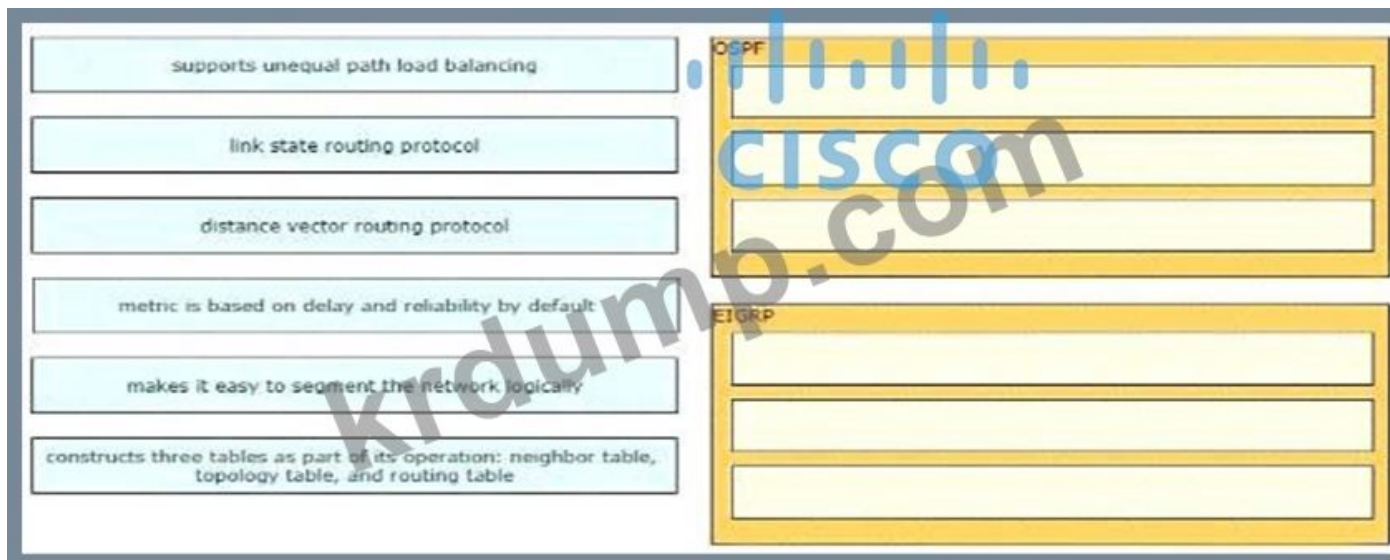 supports unequal path load balancing
link state routing protocol
distance vector routing protocol
metric is based on delay and reliability by default
makes it easy to segment the network logically
constructs three tables as part of its operation: neighbor table,
topology table, and routing table
OSPF
EIGRP
CISCO
krdump.com